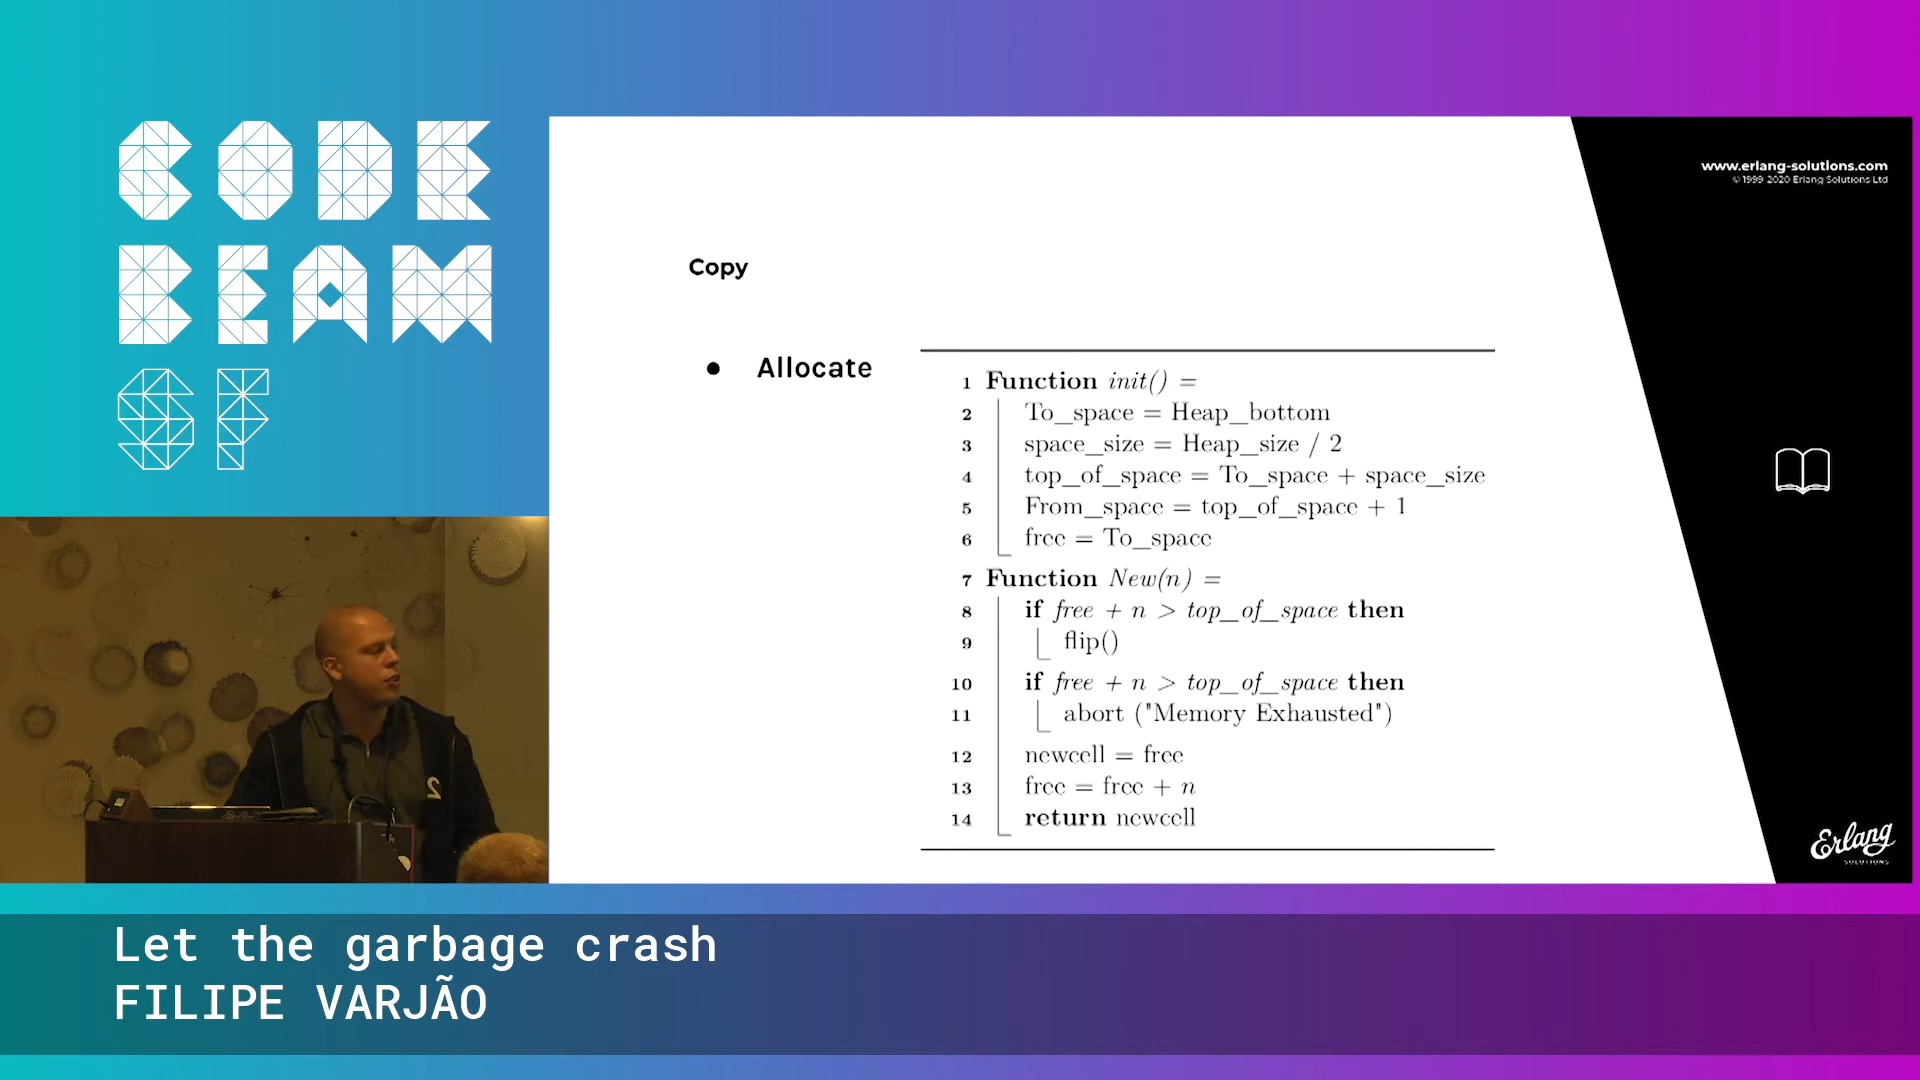 CODE
BEAM
SF
www.erlang-solutions.com
© 1999-2020 Erlang Solutions Ltd
Copy
● Allocate
1 Function init() =
2 To_space = Heap_bottom
3 space_size = Heap_size / 2
4 top_of_space = To_space + space_size
5 From_space = top_of_space + 1
6 free = To_space
7 Function New(n) =
8 if free + n > top_of_space then
9 flip()
10 if free + n > top_of_space then
11 abort ("Memory Exhausted")
12 newcell = free
13 free = free + n
14 return newcell
Erlang
SOLUTIONS
2
Let the garbage crash
FILIPE VARJÃO